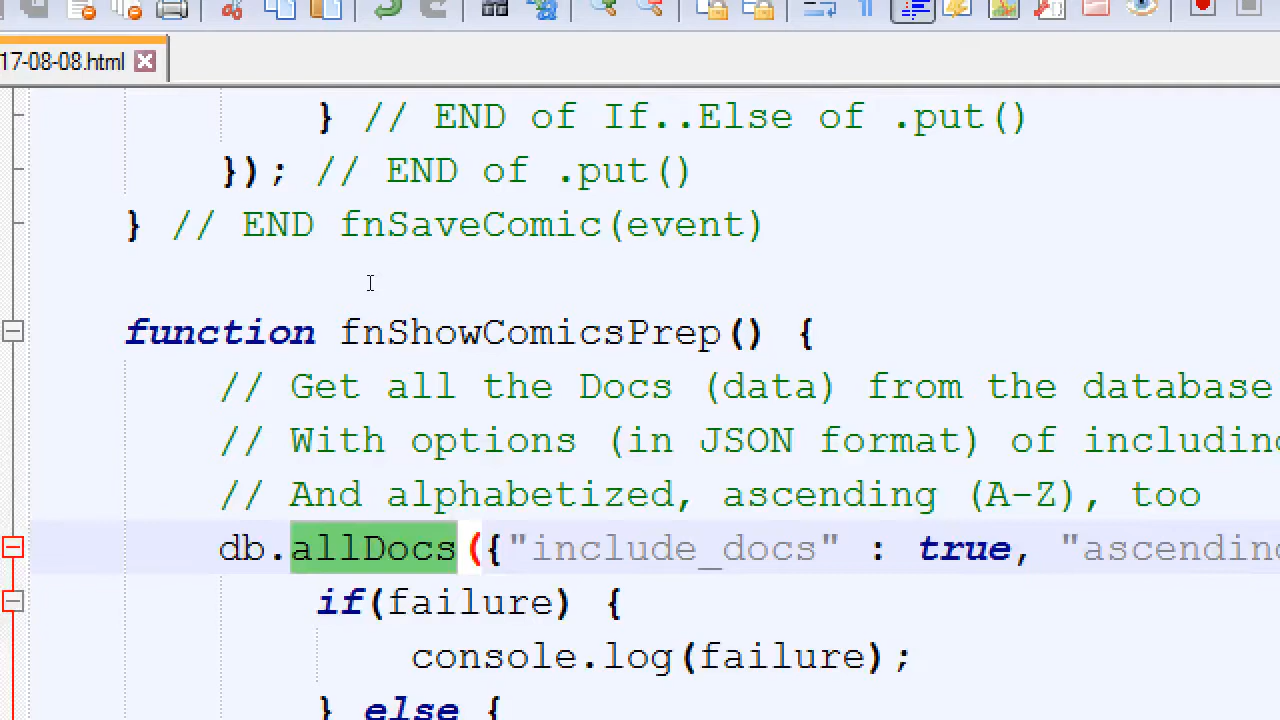 17-08-08.html
} // END of If..Else of .put()
}); // END of .put()
} // END fnSaveComic(event)
function fnShowComicsPrep() {
// Get all the Docs (data) from the database
// With options (in JSON format) of including
// And alphabetized, ascending (A-Z), too
db.allDocs({"include_docs" : true, "ascending
if(failure) {
console.log(failure);
} else {